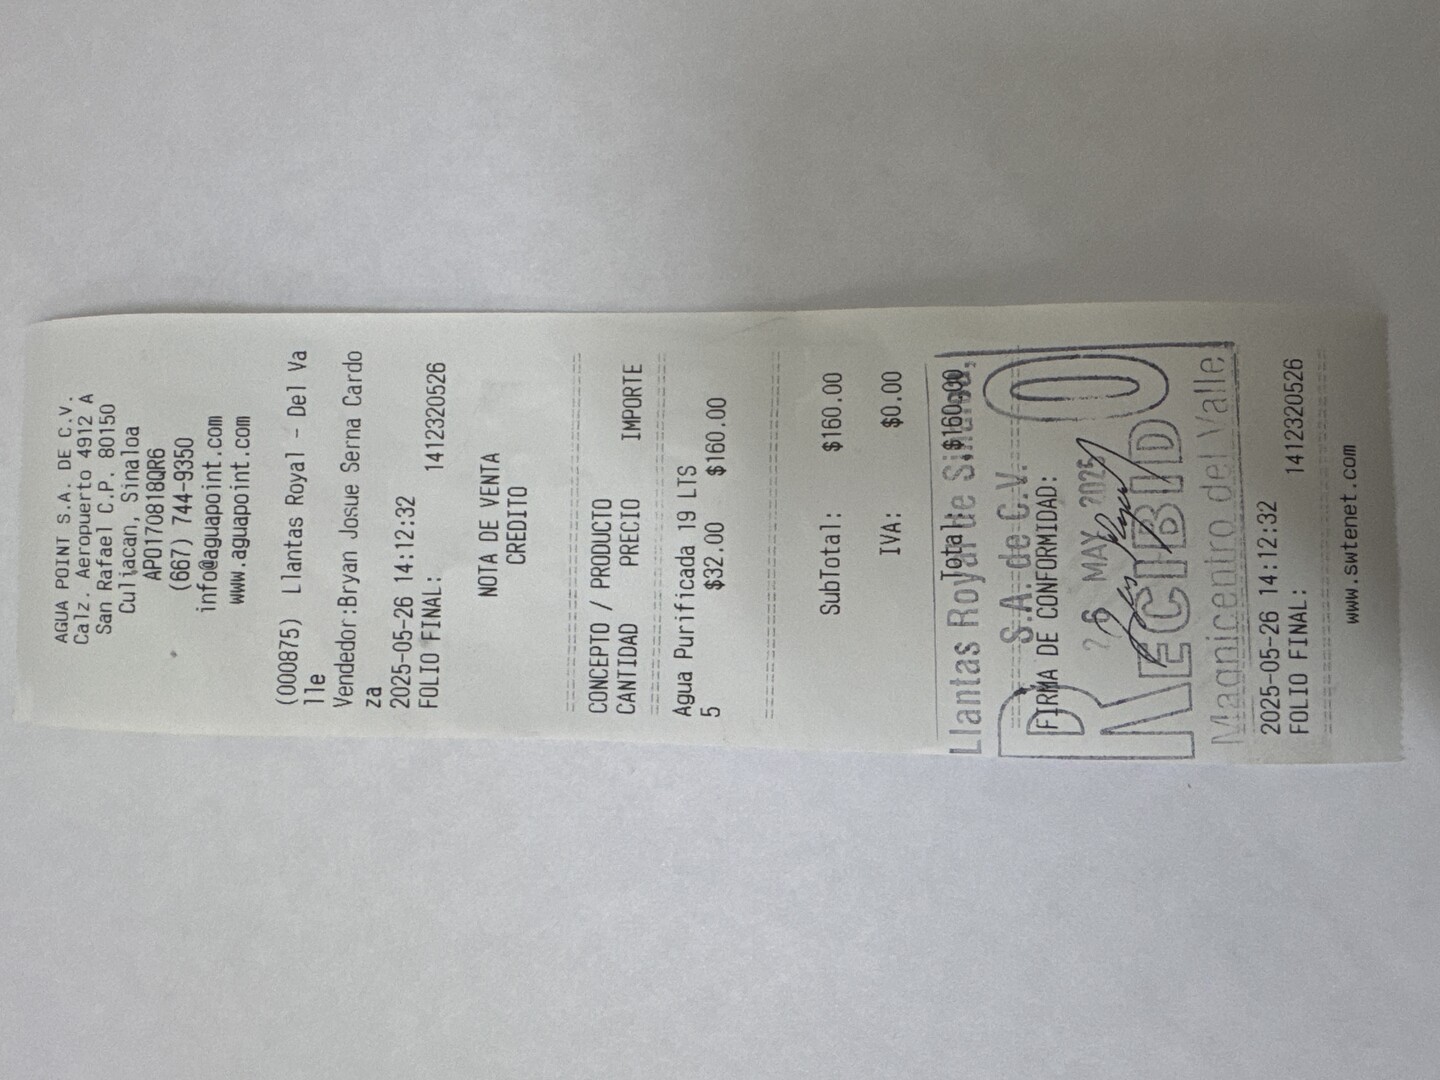 AGUA POINT S.A. DE C.V.
Calz. Aeropuerto 4912 A
San Rafael C.P. 80150
Culiacan, Sinaloa
APO170818QR6
(667) 744-9350
info@aguapoint.com
www.aguapoint.com
(000875) Llantas Royal - Del Va
lle
Vendedor:Bryan Josue Serna Cardo
za
2025-05-26 14:12:32
FOLIO FINAL: 1412320526
NOTA DE VENTA
CREDITO
CONCEPTO / PRODUCTO
CANTIDAD PRECIO IMPORTE
Agua Purificada 19 LTS
5 $32.00 $160.00
SubTotal: $160.00
IVA: $0.00
Total: $160.00
Llantas Royal de Sinaloa,
S.A. de C.V.
FIRMA DE CONFORMIDAD:
26 MAY 2025
RECIBIDO
Magnicentro del Valle
2025-05-26 14:12:32
FOLIO FINAL: 1412320526
www.swtenet.com